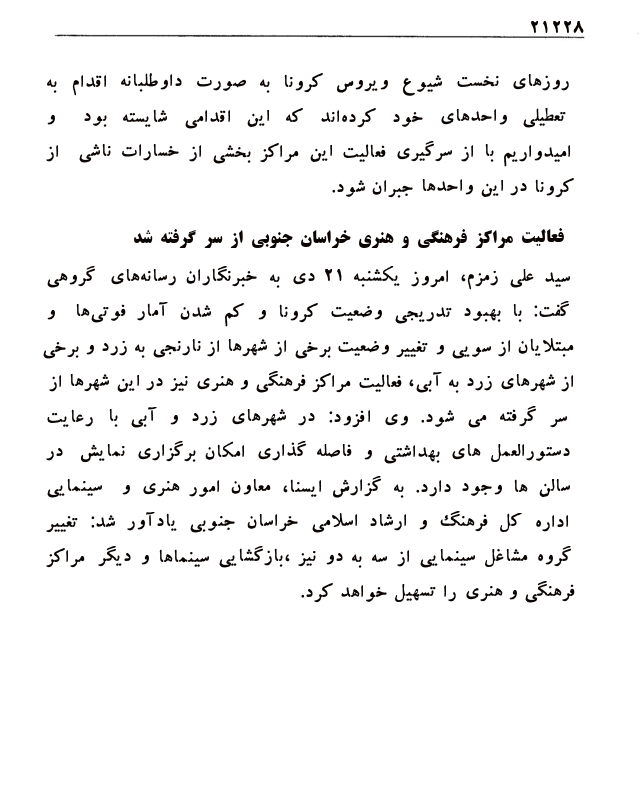 ۲۱۲۲۸
روزهای نخست شیوع ویروس کرونا به صورت داوطلبانه اقدام به
تعطیلی واحدهای خود کرده‌اند که این اقدامی شایسته بود و
امیدواریم با از سرگیری فعالیت این مراکز بخشی از خسارات ناشی از
کرونا در این واحدها جبران شود.
فعالیت مراکز فرهنگی و هنری خراسان جنوبی از سر گرفته شد
سید علی زمزم، امروز یکشنبه ۲۱ دی به خبرنگاران رسانه‌های گروهی
گفت: با بهبود تدریجی وضعیت کرونا و کم شدن آمار فوتی‌ها و
مبتلایان از سویی و تغییر وضعیت برخی از شهرها از نارنجی به زرد و برخی
از شهرهای زرد به آبی، فعالیت مراکز فرهنگی و هنری نیز در این شهرها از
سر گرفته می شود. وی افزود: در شهرهای زرد و آبی با رعایت
دستورالعمل های بهداشتی و فاصله گذاری امکان برگزاری نمایش در
سالن ها وجود دارد. به گزارش ایسنا، معاون امور هنری و سینمایی
اداره کل فرهنگ و ارشاد اسلامی خراسان جنوبی یادآور شد: تغییر
گروه مشاغل سینمایی از سه به دو نیز ،بازگشایی سینماها و دیگر مراکز
فرهنگی و هنری را تسهیل خواهد کرد.